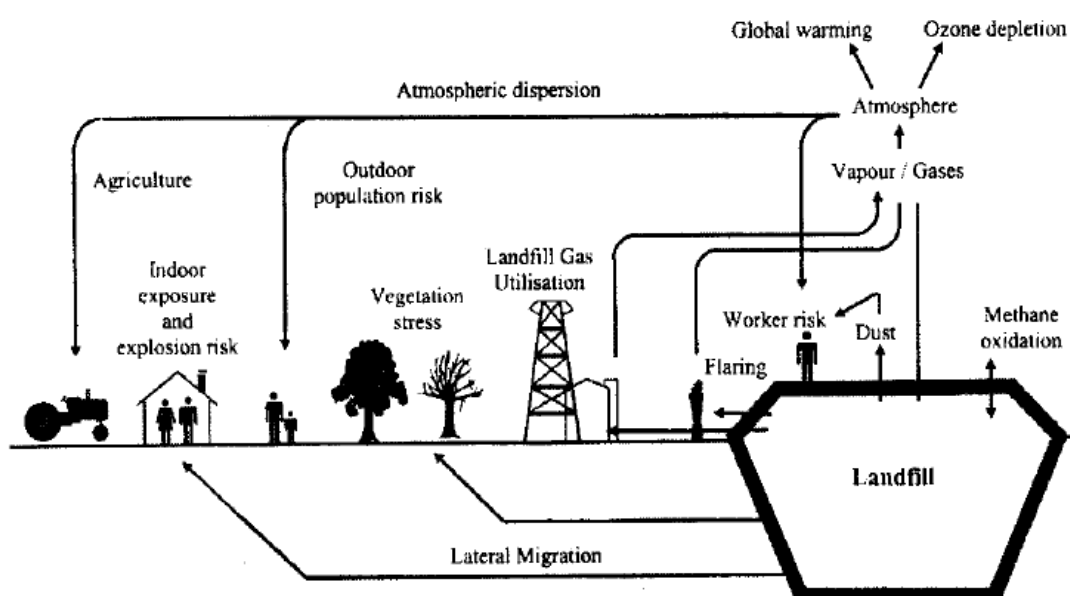 Global warming
Ozone depletion
Atmospheric dispersion
Atmosphere
Agriculture
Outdoor
population risk
Vapour / Gases
Indoor
exposure
and
explosion risk
Vegetation
stress
Landfill Gas
Utilisation
Worker risk
Dust
Methane
oxidation
Flaring
Landfill
Lateral Migration